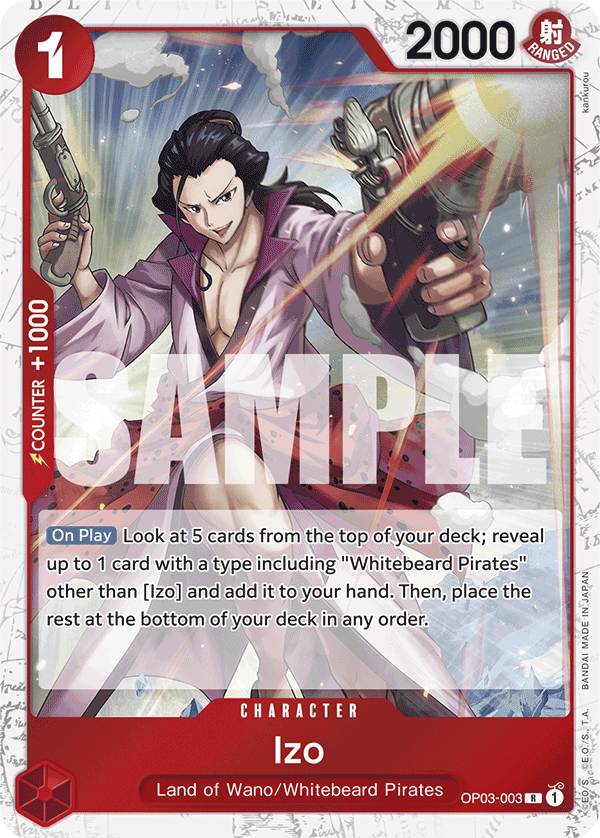 1
2000
射
RANGED
kankurou
COUNTER +1000
SAMPLE
On Play Look at 5 cards from the top of your deck; reveal
up to 1 card with a type including "Whitebeard Pirates"
other than [Izo] and add it to your hand. Then, place the
rest at the bottom of your deck in any order.
BANDAI MADE IN JAPAN
©E.O./S., T.A.
CHARACTER
Izo
Land of Wano/Whitebeard Pirates
OP03-003 R 1